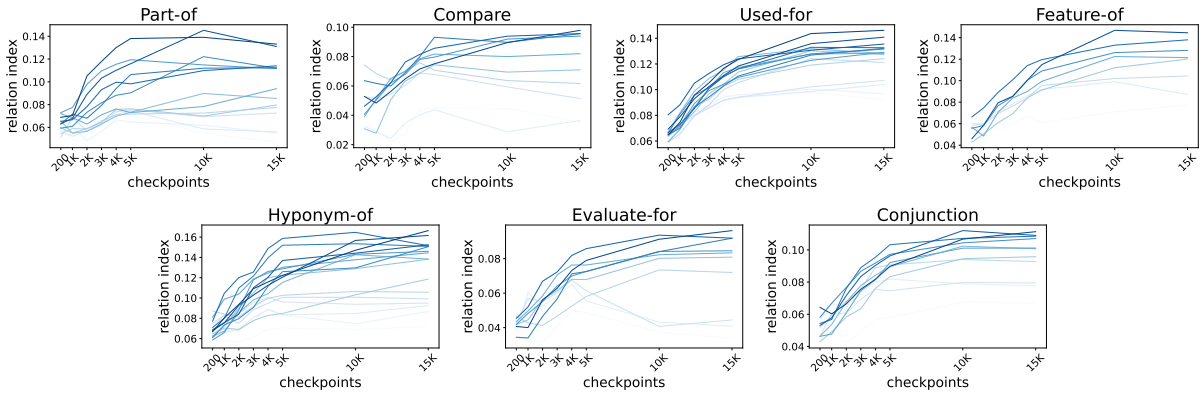 Part-of
relation index
0.14
0.12
0.10
0.08
0.06
200
1K
2K
3K
4K
5K
10K
15K
checkpoints
Compare
relation index
0.10
0.08
0.06
0.04
0.02
200
1K
2K
3K
4K
5K
10K
15K
checkpoints
Used-for
relation index
0.14
0.12
0.10
0.08
0.06
200
1K
2K
3K
4K
5K
10K
15K
checkpoints
Feature-of
relation index
0.14
0.12
0.10
0.08
0.06
0.04
200
1K
2K
3K
4K
5K
10K
15K
checkpoints
Hyponym-of
relation index
0.16
0.14
0.12
0.10
0.08
0.06
200
1K
2K
3K
4K
5K
10K
15K
checkpoints
Evaluate-for
relation index
0.08
0.06
0.04
200
1K
2K
3K
4K
5K
10K
15K
checkpoints
Conjunction
relation index
0.10
0.08
0.06
0.04
200
1K
2K
3K
4K
5K
10K
15K
checkpoints